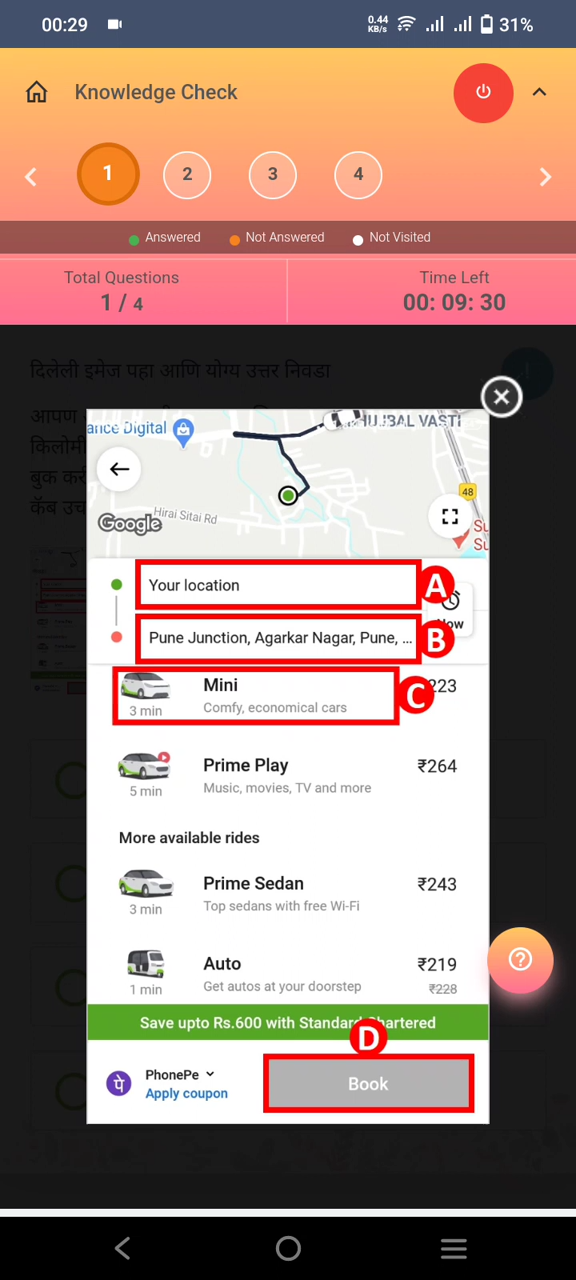 00:29
0.44 KB/s
31%
Knowledge Check
1 2 3 4
Answered Not Answered Not Visited
Total Questions Time Left
1 / 4 00: 09: 30
दिलेली इमेज पहा आणि योग्य उत्तर निवडा
आपण
किलोमी
बुक करी
कॅब उच
ance Digital
HUJBAL VASTI
48
Hirai Sitai Rd
Google
Su
Su
Your location A
Now
Pune Junction, Agarkar Nagar, Pune, ... B
Mini 223
3 min Comfy, economical cars C
Prime Play ₹264
5 min Music, movies, TV and more
More available rides
Prime Sedan ₹243
3 min Top sedans with free Wi-Fi
Auto ₹219
1 min Get autos at your doorstep ₹228
Save upto Rs.600 with Standard Chartered
D
पे PhonePe
Apply coupon
Book